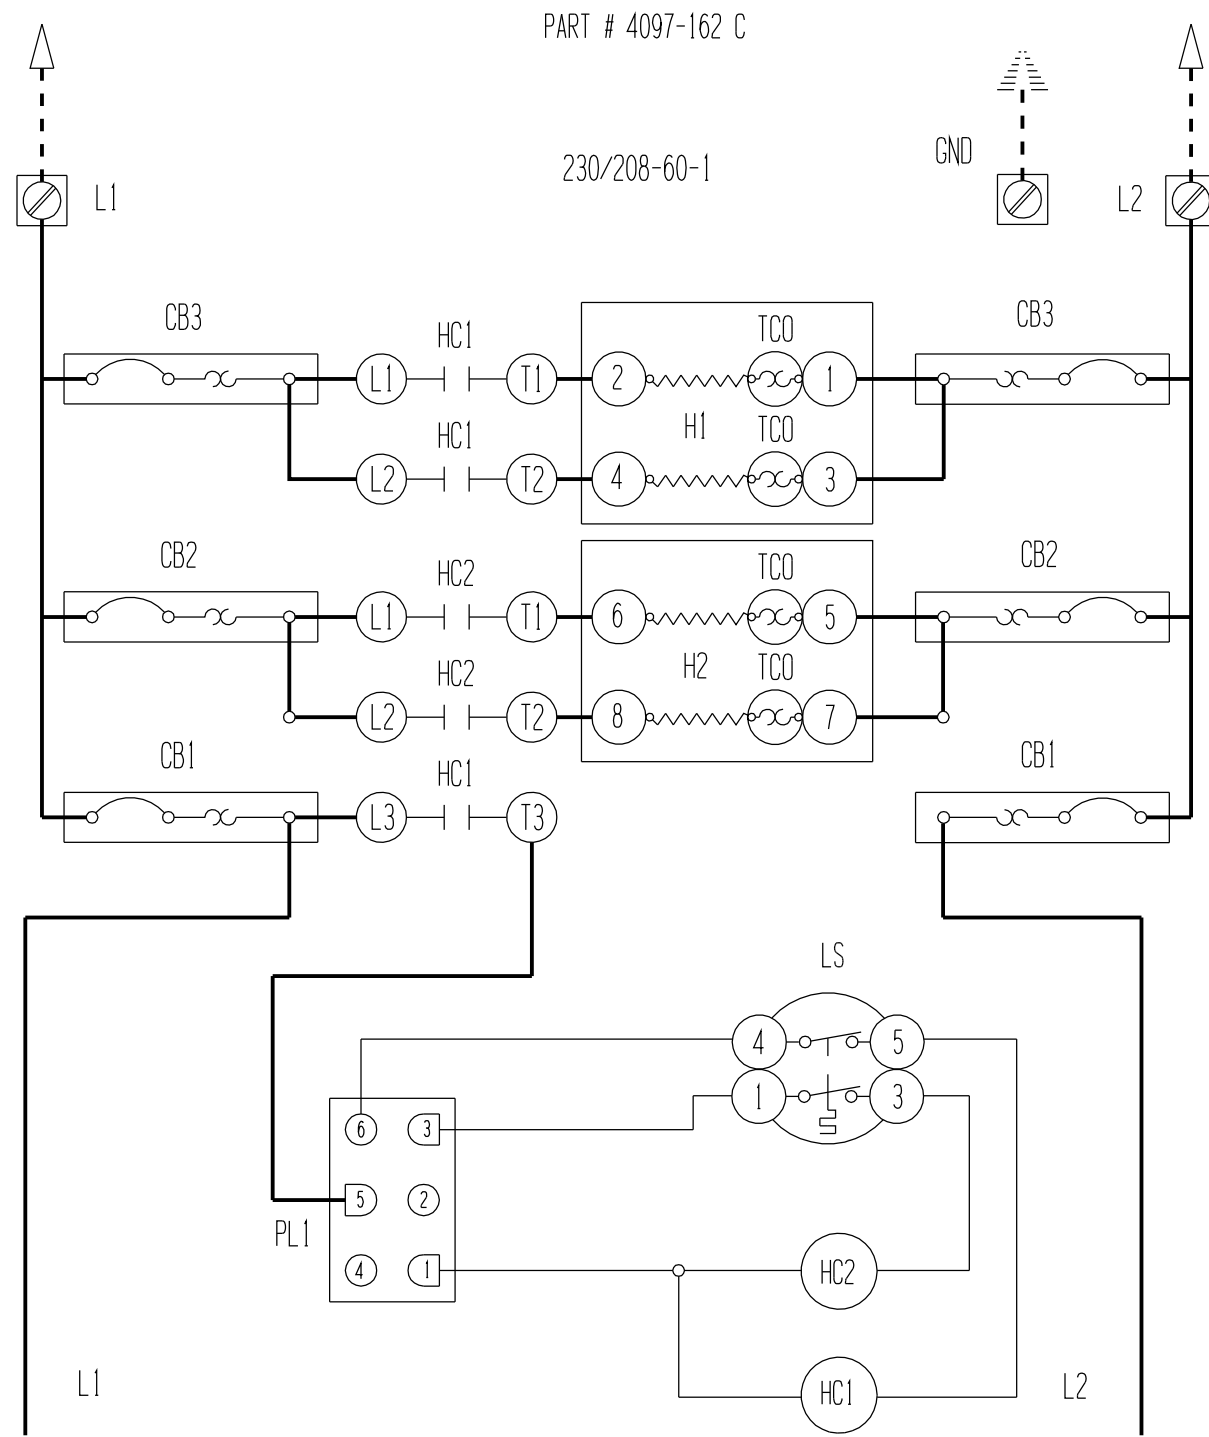 PART # 4097-162 C
230/208-60-1
GND
L1
L2
CB3
HC1
TCO
CB3
L1
T1
2
1
HC1
H1
TCO
L2
T2
4
3
CB2
HC2
TCO
CB2
L1
T1
6
5
HC2
H2
TCO
L2
T2
8
7
CB1
HC1
CB1
L3
T3
LS
4
5
1
3
6
3
5
2
PL1
4
1
HC2
L1
HC1
L2